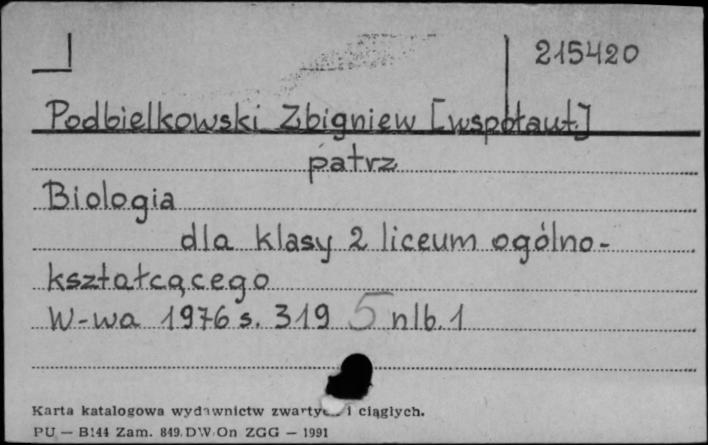 215420
Podbielkowski Zbigniew [współaut.]
patrz
Biologia
dla klasy 2 liceum ogólno-
kształcącego
W-wa 1976 s. 319 5 nlb. 1
Karta katalogowa wydawnictw zwartych i ciągłych.
PU — B144 Zam. 849. DW. On ZGG — 1991